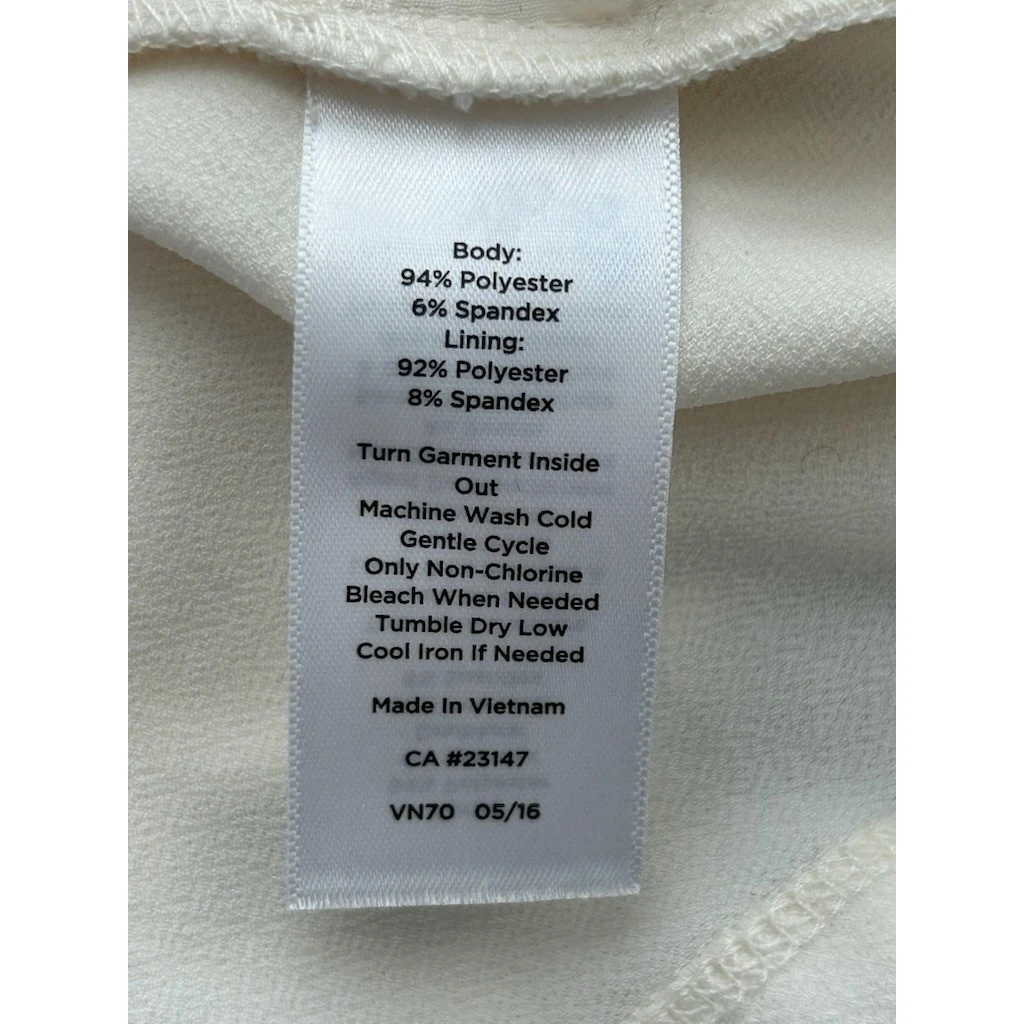 Body:
94% Polyester
6% Spandex
Lining:
92% Polyester
8% Spandex
Turn Garment Inside
Out
Machine Wash Cold
Gentle Cycle
Only Non-Chlorine
Bleach When Needed
Tumble Dry Low
Cool Iron If Needed
Made In Vietnam
CA #23147
VN70 05/16